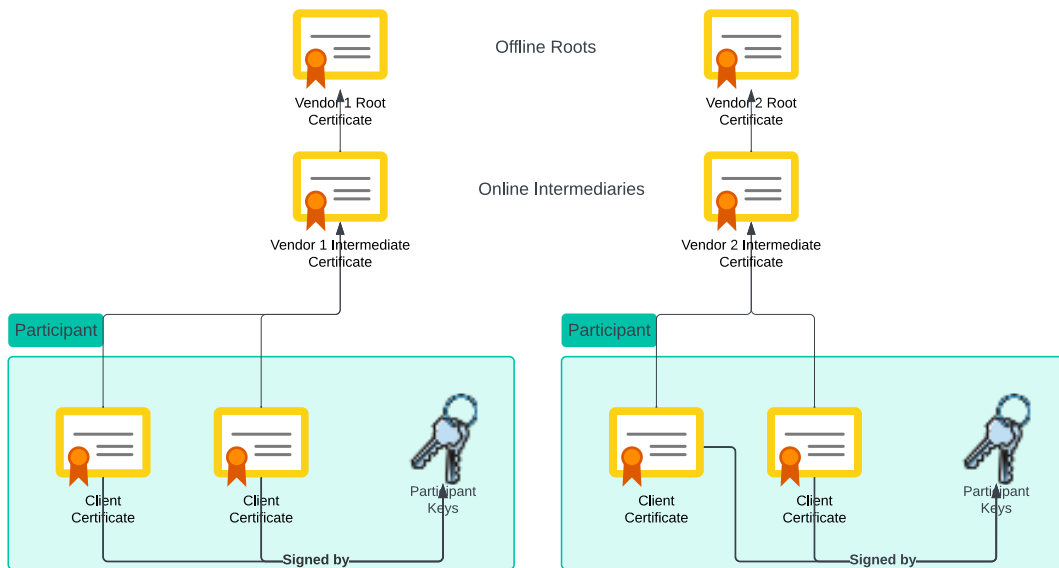 Offline Roots
Vendor 1 Root
Certificate
Vendor 2 Root
Certificate
Online Intermediaries
Vendor 1 Intermediate
Certificate
Vendor 2 Intermediate
Certificate
Participant
Participant
Client
Certificate
Client
Certificate
Participant
Keys
Signed by
Client
Certificate
Client
Certificate
Participant
Keys
Signed by